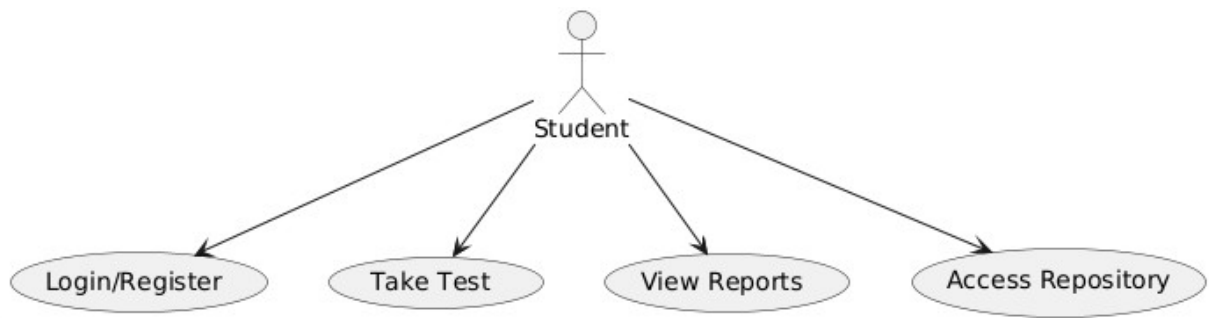 Student
Login/Register
Take Test
View Reports
Access Repository